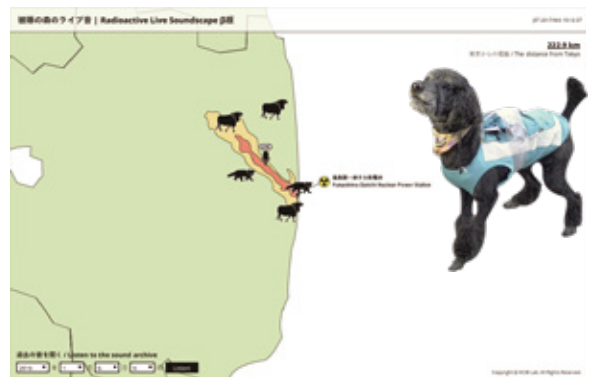 被曝の森のライブ音 | Radioactive Live Soundscape β版
222.9 km
東京からの距離 / The distance from Tokyo
福島第一原子力発電所
Fukushima Daiichi Nuclear Power Station
過去の音を聞く / Listen to the sound archive
Listen